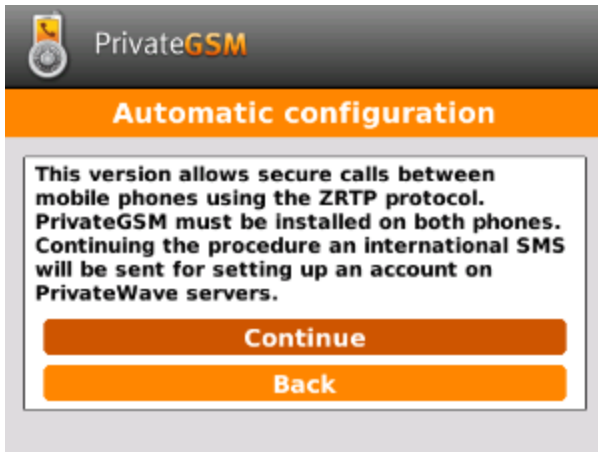 PrivateGSM
Automatic configuration
This version allows secure calls between
mobile phones using the ZRTP protocol.
PrivateGSM must be installed on both phones.
Continuing the procedure an international SMS
will be sent for setting up an account on
PrivateWave servers.
Continue
Back